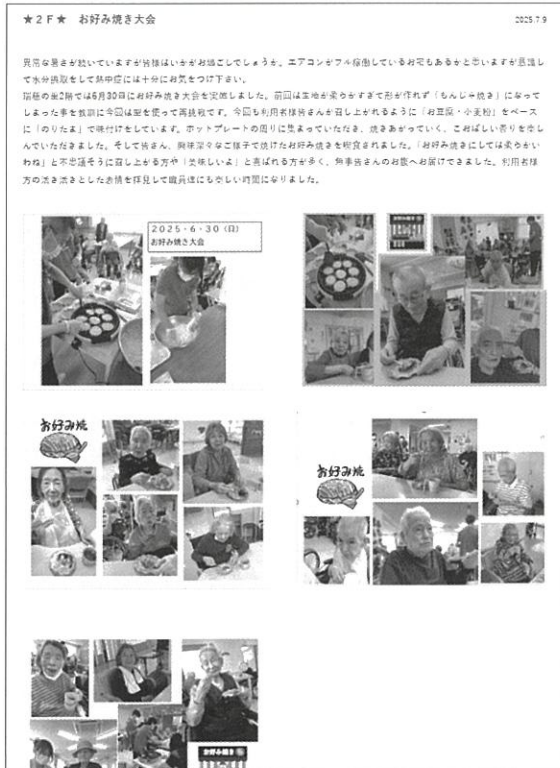 ★2F★ お好み焼き大会
2025.7.9
異常な暑さが続いていますが皆様はいかがお過ごしでしょうか。エアコンがフル稼働しているお宅もあるかと思いますが意識し
て水分摂取をして熱中症には十分にお気をつけ下さい。
瑞穂の里2階では6月30日にお好み焼き大会を実施しました。前回は生地が柔らかすぎて形が作れず「もんじゃ焼き」になって
しまった事を教訓に今回は型を使って再挑戦です。今回も利用者様皆さんが召し上がれるように「お豆腐・小麦粉」をベース
に「のりたま」で味付けをしています。ホットプレートの周りに集まっていただき、焼きあがっていく、こおばしい香りを楽し
んでいただきました。そして皆さん、興味深々なご様子で焼けたお好み焼きを喫食されました。「お好み焼きにしては柔らかい
わね」と不思議そうに召し上がる方や「美味しいよ」と喜ばれる方が多く、無事皆さんのお腹へお届けできました。利用者様
方の活き活きとした表情を拝見して職員達にも楽しい時間になりました。
2025・6・30(日)
お好み焼き大会
お好み焼き
お好み焼
お好み焼
お好み焼き